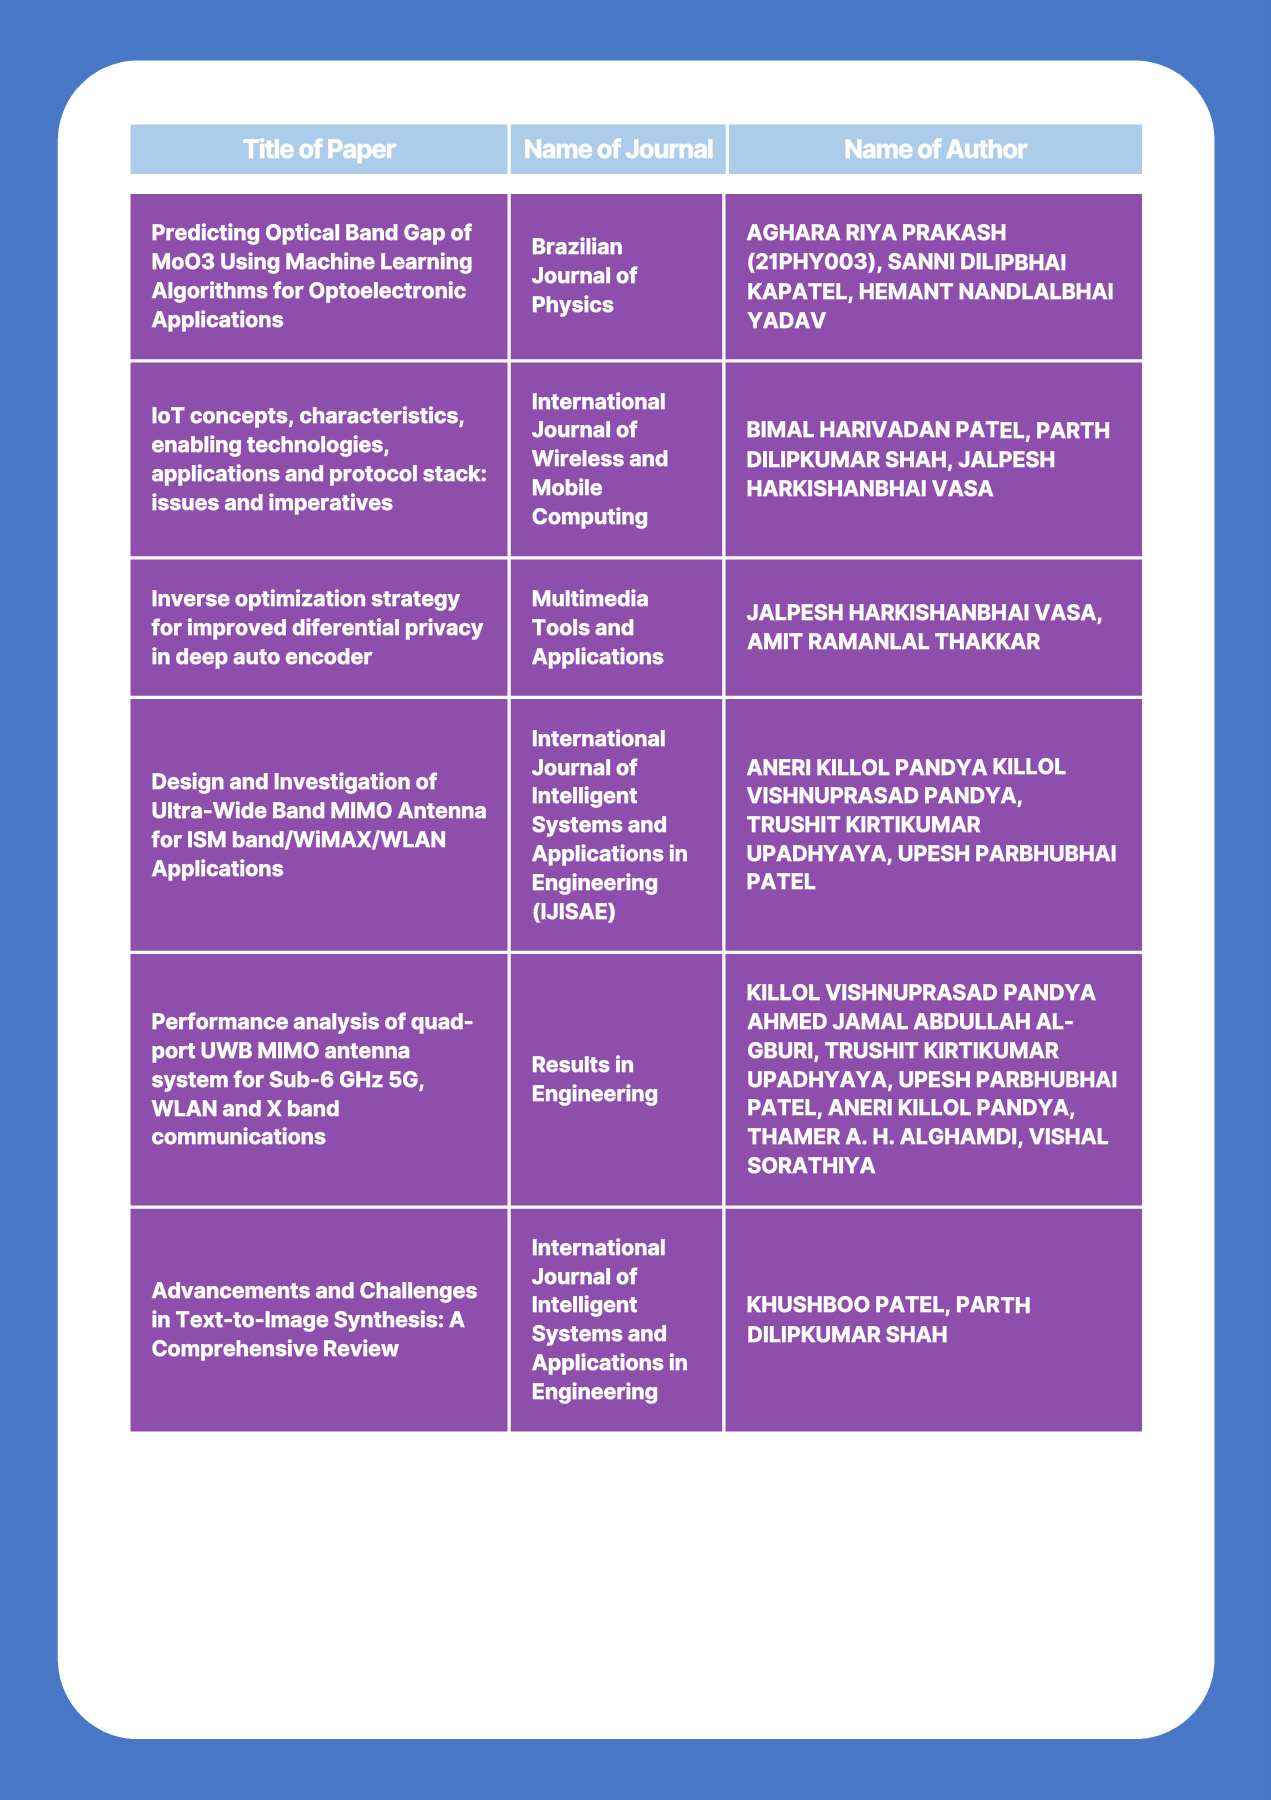 Title of Paper
Name of Journal
Name of Author
Predicting Optical Band Gap of
MoO3 Using Machine Learning
Algorithms for Optoelectronic
Applications
Brazilian
Journal of
Physics
AGHARA RIYA PRAKASH
(21PHY003), SANNI DILIPBHAI
KAPATEL, HEMANT NANDLALBHAI
YADAV
IoT concepts, characteristics,
enabling technologies,
applications and protocol stack:
issues and imperatives
International
Journal of
Wireless and
Mobile
Computing
BIMAL HARIVADAN PATEL, PARTH
DILIPKUMAR SHAH, JALPESH
HARKISHANBHAI VASA
Inverse optimization strategy
for improved diferential privacy
in deep auto encoder
Multimedia
Tools and
Applications
JALPESH HARKISHANBHAI VASA,
AMIT RAMANLAL THAKKAR
Design and Investigation of
Ultra-Wide Band MIMO Antenna
for ISM band/WiMAX/WLAN
Applications
International
Journal of
Intelligent
Systems and
Applications in
Engineering
(IJISAE)
ANERI KILLOL PANDYA KILLOL
VISHNUPRASAD PANDYA,
TRUSHIT KIRTIKUMAR
UPADHYAYA, UPESH PARBHUBHAI
PATEL
Performance analysis of quad-
port UWB MIMO antenna
system for Sub-6 GHz 5G,
WLAN and X band
communications
Results in
Engineering
KILLOL VISHNUPRASAD PANDYA
AHMED JAMAL ABDULLAH AL-
GBURI, TRUSHIT KIRTIKUMAR
UPADHYAYA, UPESH PARBHUBHAI
PATEL, ANERI KILLOL PANDYA,
THAMER A. H. ALGHAMDI, VISHAL
SORATHIYA
Advancements and Challenges
in Text-to-Image Synthesis: A
Comprehensive Review
International
Journal of
Intelligent
Systems and
Applications in
Engineering
KHUSHBOO PATEL, PARTH
DILIPKUMAR SHAH